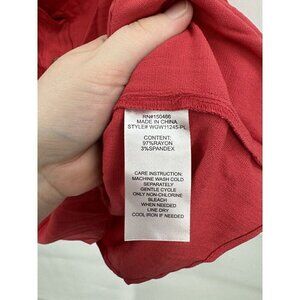 RN#150466
MADE IN CHINA
STYLE# WGW11245-PL
CONTENT:
97%RAYON
3%SPANDEX
CARE INSTRUCTION:
MACHINE WASH COLD
SEPARATELY
GENTLE CYCLE
ONLY NON-CHLORINE
BLEACH
WHEN NEEDED
LINE DRY
COOL IRON IF NEEDED